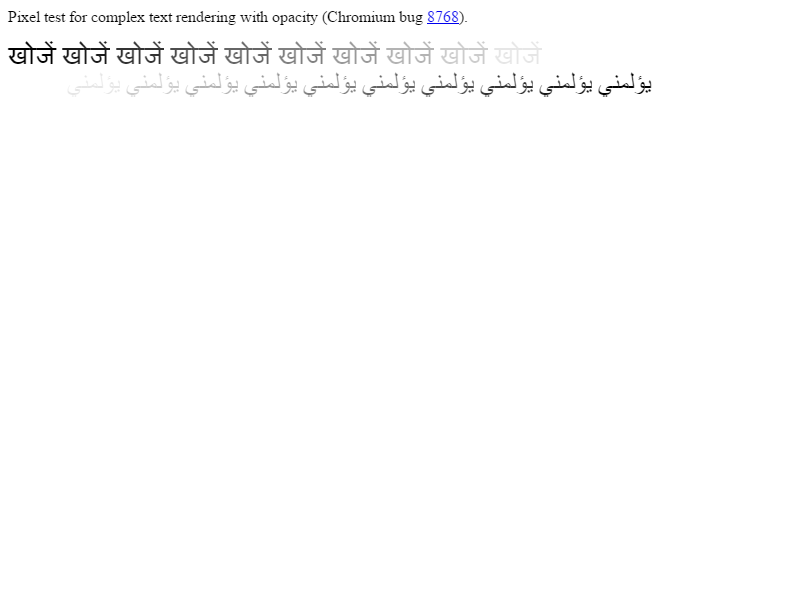 Pixel test for complex text rendering with opacity (Chromium bug 8768).
खोजें खोजें खोजें खोजें खोजें खोजें खोजें खोजें खोजें खोजें
يؤلمني يؤلمني يؤلمني يؤلمني يؤلمني يؤلمني يؤلمني يؤلمني يؤلمني يؤلمني